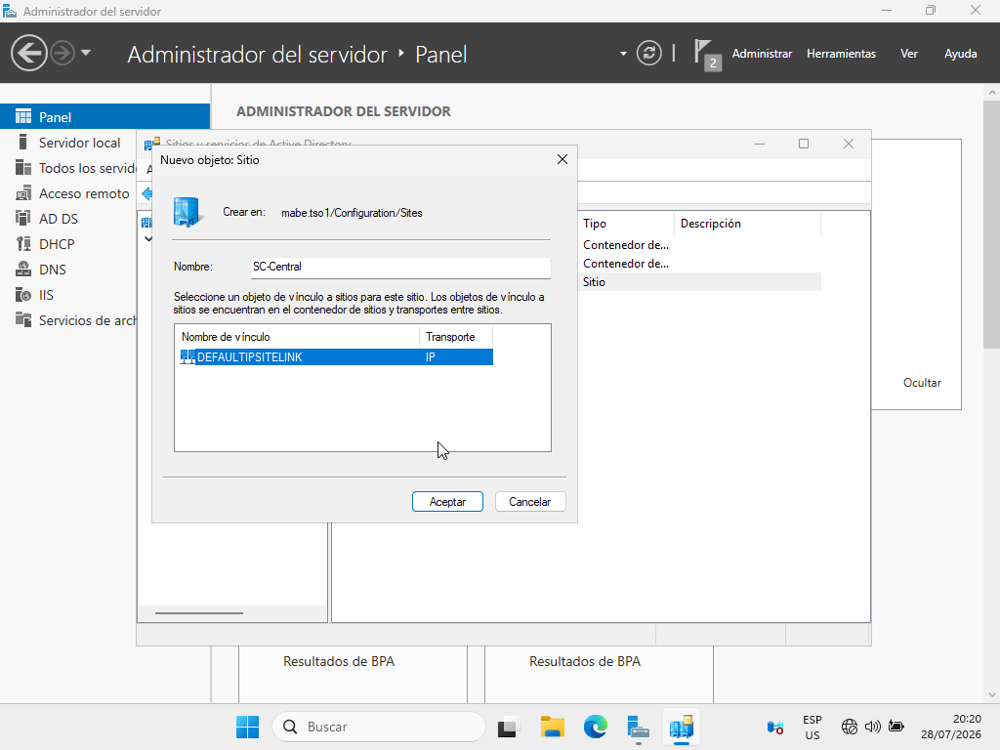 Administrador del servidor
Administrador del servidor
Panel
2
Administrar
Herramientas
Ver
Ayuda
Panel
Servidor local
Todos los servid
Acceso remoto
AD DS
DHCP
DNS
IIS
Servicios de arch
ADMINISTRADOR DEL SERVIDOR
Sitios y servicios de Active Directory
A
Nuevo objeto: Sitio
Crear en:
mabe.tso1/Configuration/Sites
Nombre:
SC-Central
Seleccione un objeto de vínculo a sitios para este sitio. Los objetos de vínculo a
sitios se encuentran en el contenedor de sitios y transportes entre sitios.
Nombre de vínculo
Transporte
DEFAULTIPSITELINK
IP
Aceptar
Cancelar
Tipo
Descripción
Contenedor de...
Contenedor de...
Sitio
Ocultar
Resultados de BPA
Resultados de BPA
Buscar
ESP
US
20:20
28/07/2026